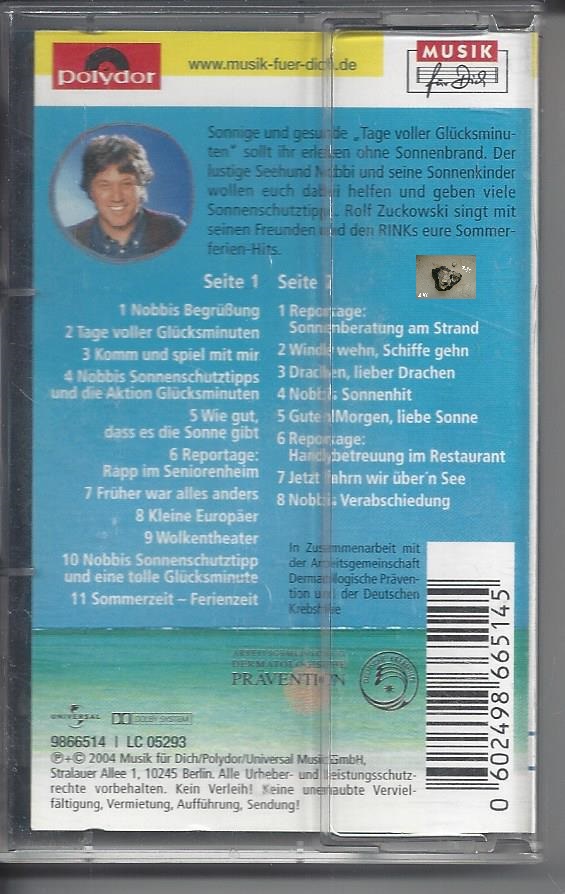 polydor
www.musik-fuer-dich.de
MUSIK
für Dich
Sonnige und gesunde „Tage voller Glücksminu-
ten" sollt ihr erleben ohne Sonnenbrand. Der
lustige Seehund Nobbi und seine Sonnenkinder
wollen euch dabei helfen und geben viele
Sonnenschutztipps. Rolf Zuckowski singt mit
seinen Freunden und den RINKs eure Sommer-
ferien-Hits.
Seite 1
1 Nobbis Begrüßung
2 Tage voller Glücksminuten
3 Komm und spiel mit mir
4 Nobbis Sonnenschutztipps
und die Aktion Glücksminuten
5 Wie gut,
dass es die Sonne gibt
6 Reportage:
Rapp im Seniorenheim
7 Früher war alles anders
8 Kleine Europäer
9 Wolkentheater
10 Nobbis Sonnenschutztipp
und eine tolle Glücksminute
11 Sommerzeit – Ferienzeit
Seite 2
1 Reportage:
Sonnenberatung am Strand
2 Winde wehn, Schiffe gehn
3 Drachen, lieber Drachen
4 Nobbis Sonnenhit
5 Guten Morgen, liebe Sonne
6 Reportage:
Handybetreuung im Restaurant
7 Jetzt fahrn wir über'n See
8 Nobbis Verabschiedung
In Zusammenarbeit mit
der Arbeitsgemeinschaft
Dermatologische Präven-
tion und der Deutschen
Krebshilfe
ARBEITSGEMEINSCHAFT
DERMATOLOGISCHE
PRÄVENTION
DEUTSCHE KREBSHILFE
UNIVERSAL
DOLBY SYSTEM
9866514 I LC 05293
℗+© 2004 Musik für Dich/Polydor/Universal Music GmbH,
Stralauer Allee 1, 10245 Berlin. Alle Urheber- und Leistungsschutz-
rechte vorbehalten. Kein Verleih! Keine unerlaubte Verviel-
fältigung, Vermietung, Aufführung, Sendung!
0 602498 665145